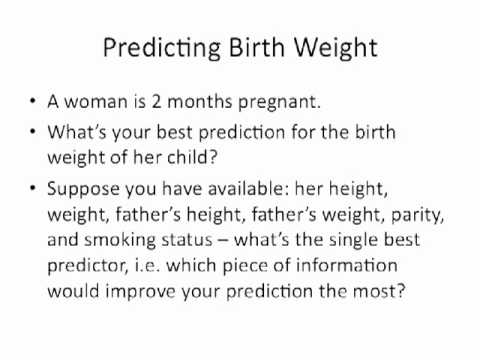 Predicting Birth Weight
• A woman is 2 months pregnant.
• What's your best prediction for the birth
weight of her child?
• Suppose you have available: her height,
weight, father's height, father's weight, parity,
and smoking status – what's the single best
predictor, i.e. which piece of information
would improve your prediction the most?